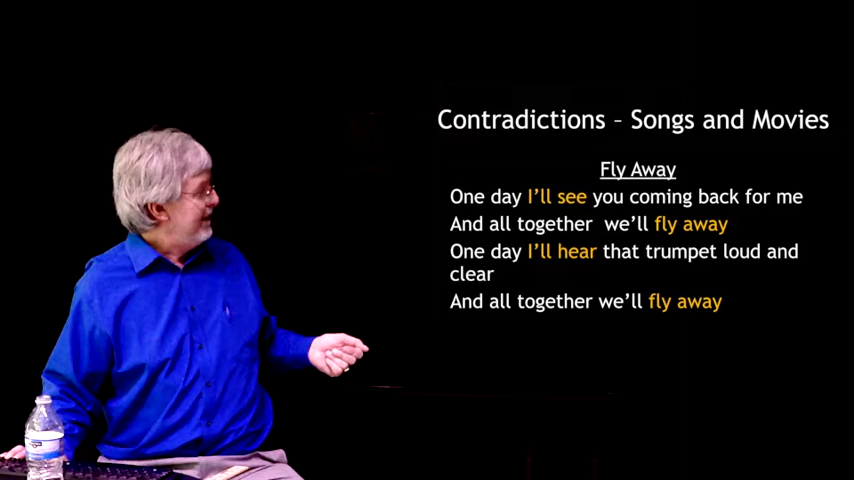 Contradictions – Songs and Movies
Fly Away
One day I'll see you coming back for me
And all together we'll fly away
One day I'll hear that trumpet loud and
clear
And all together we'll fly away